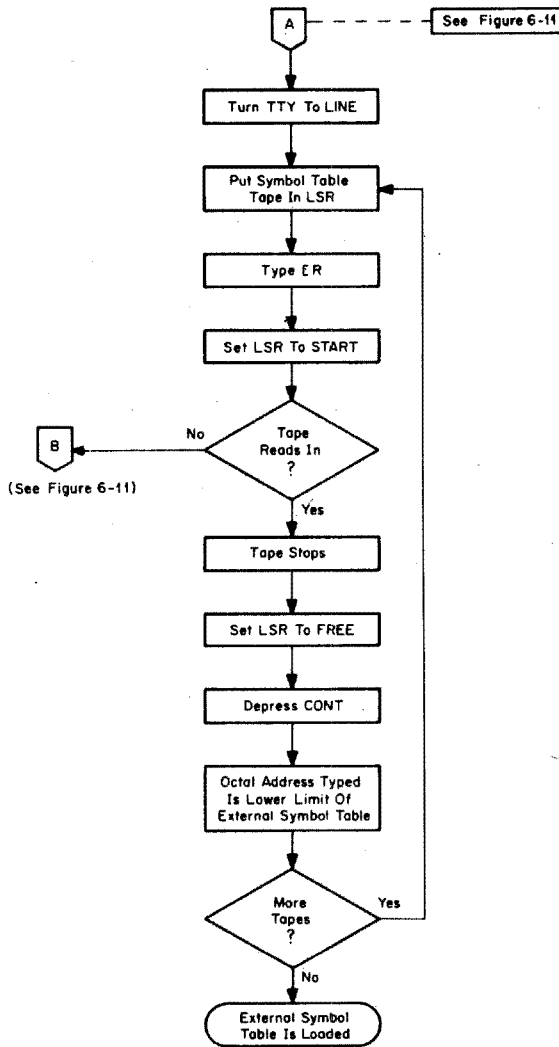 A
See Figure 6-11
Turn TTY To LINE
Put Symbol Table
Tape In LSR
Type ER
Set LSR To START
Tape
Reads In
?
No
B
(See Figure 6-11)
Yes
Tape Stops
Set LSR To FREE
Depress CONT
Octal Address Typed
Is Lower Limit Of
External Symbol Table
More
Tapes
?
Yes
No
External Symbol
Table Is Loaded